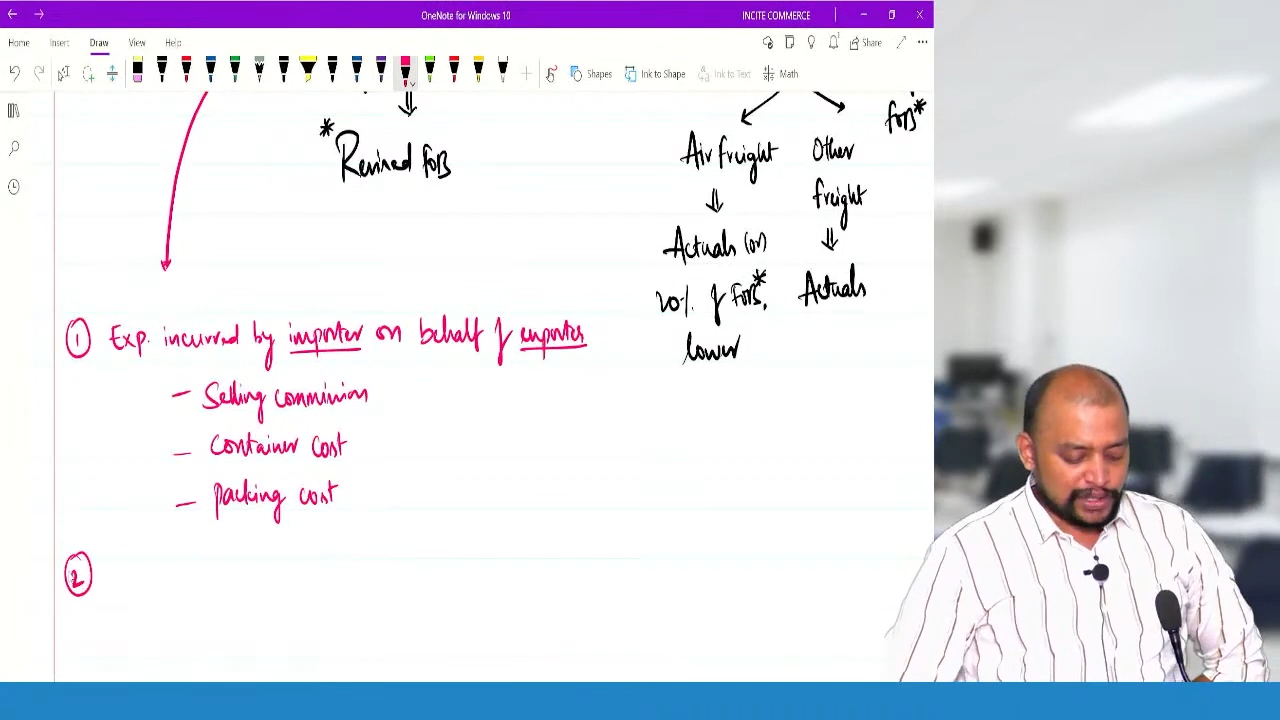 OneNote for Windows 10
INCITE COMMERCE
Home Insert Draw View Help
Share
Shapes
Ink to Shape
Ink to Text
Math
FOB*
* Revised FOB
Air freight
Actuals (or)
20% of FOB*,
lower
Other
freight
Actuals
① Exp. incurred by importer on behalf of exporter
- Selling commission
- Container cost
- packing cost
②